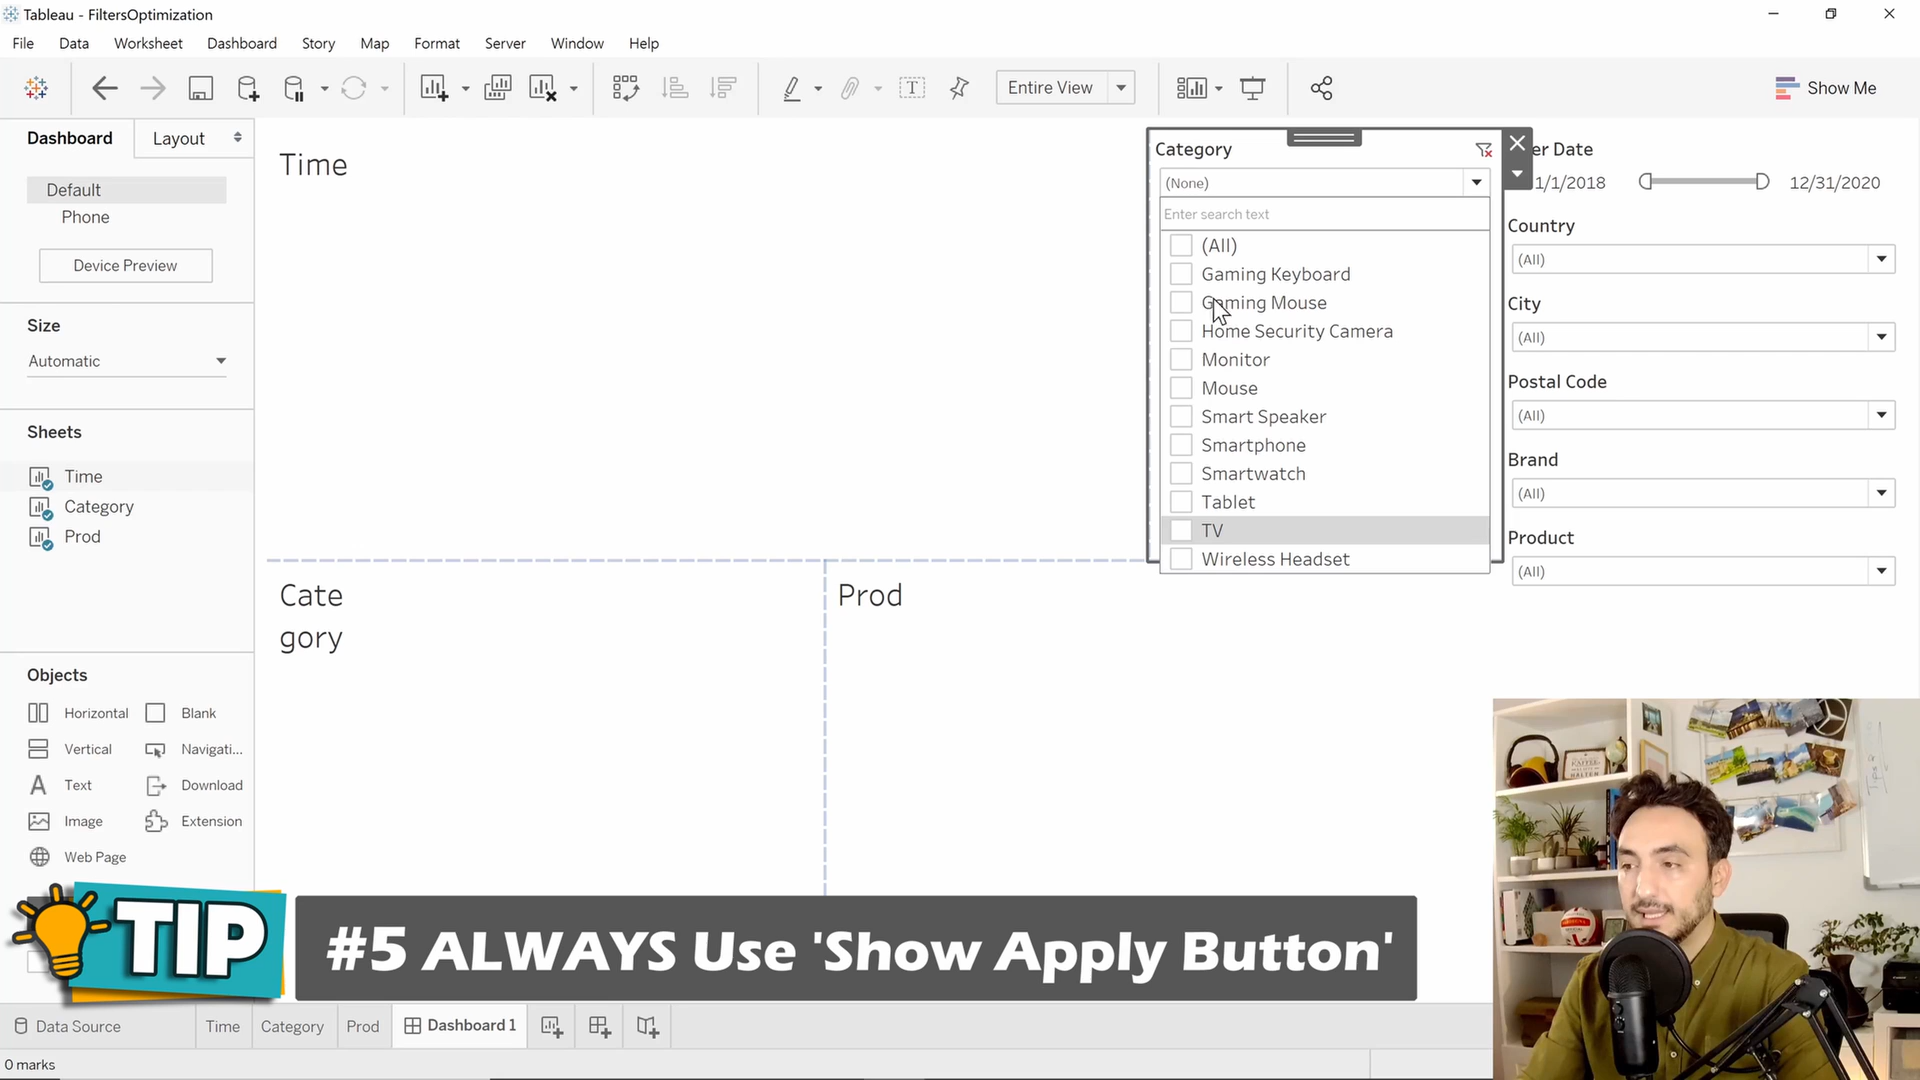 Tableau - FiltersOptimization
File Data Worksheet Dashboard Story Map Format Server Window Help
Entire View
Show Me
Dashboard
Layout
Default
Phone
Device Preview
Size
Automatic
Sheets
Time
Category
Prod
Objects
Horizontal
Blank
Vertical
Navigati...
Text
Download
Image
Extension
Web Page
Time
Cate
gory
Prod
Category
(None)
Enter search text
(All)
Gaming Keyboard
Gaming Mouse
Home Security Camera
Monitor
Mouse
Smart Speaker
Smartphone
Smartwatch
Tablet
TV
Wireless Headset
er Date
1/1/2018
12/31/2020
Country
(All)
City
(All)
Postal Code
(All)
Brand
(All)
Product
(All)
TIP
#5 ALWAYS Use 'Show Apply Button'
Data Source
Time
Category
Prod
Dashboard 1
0 marks